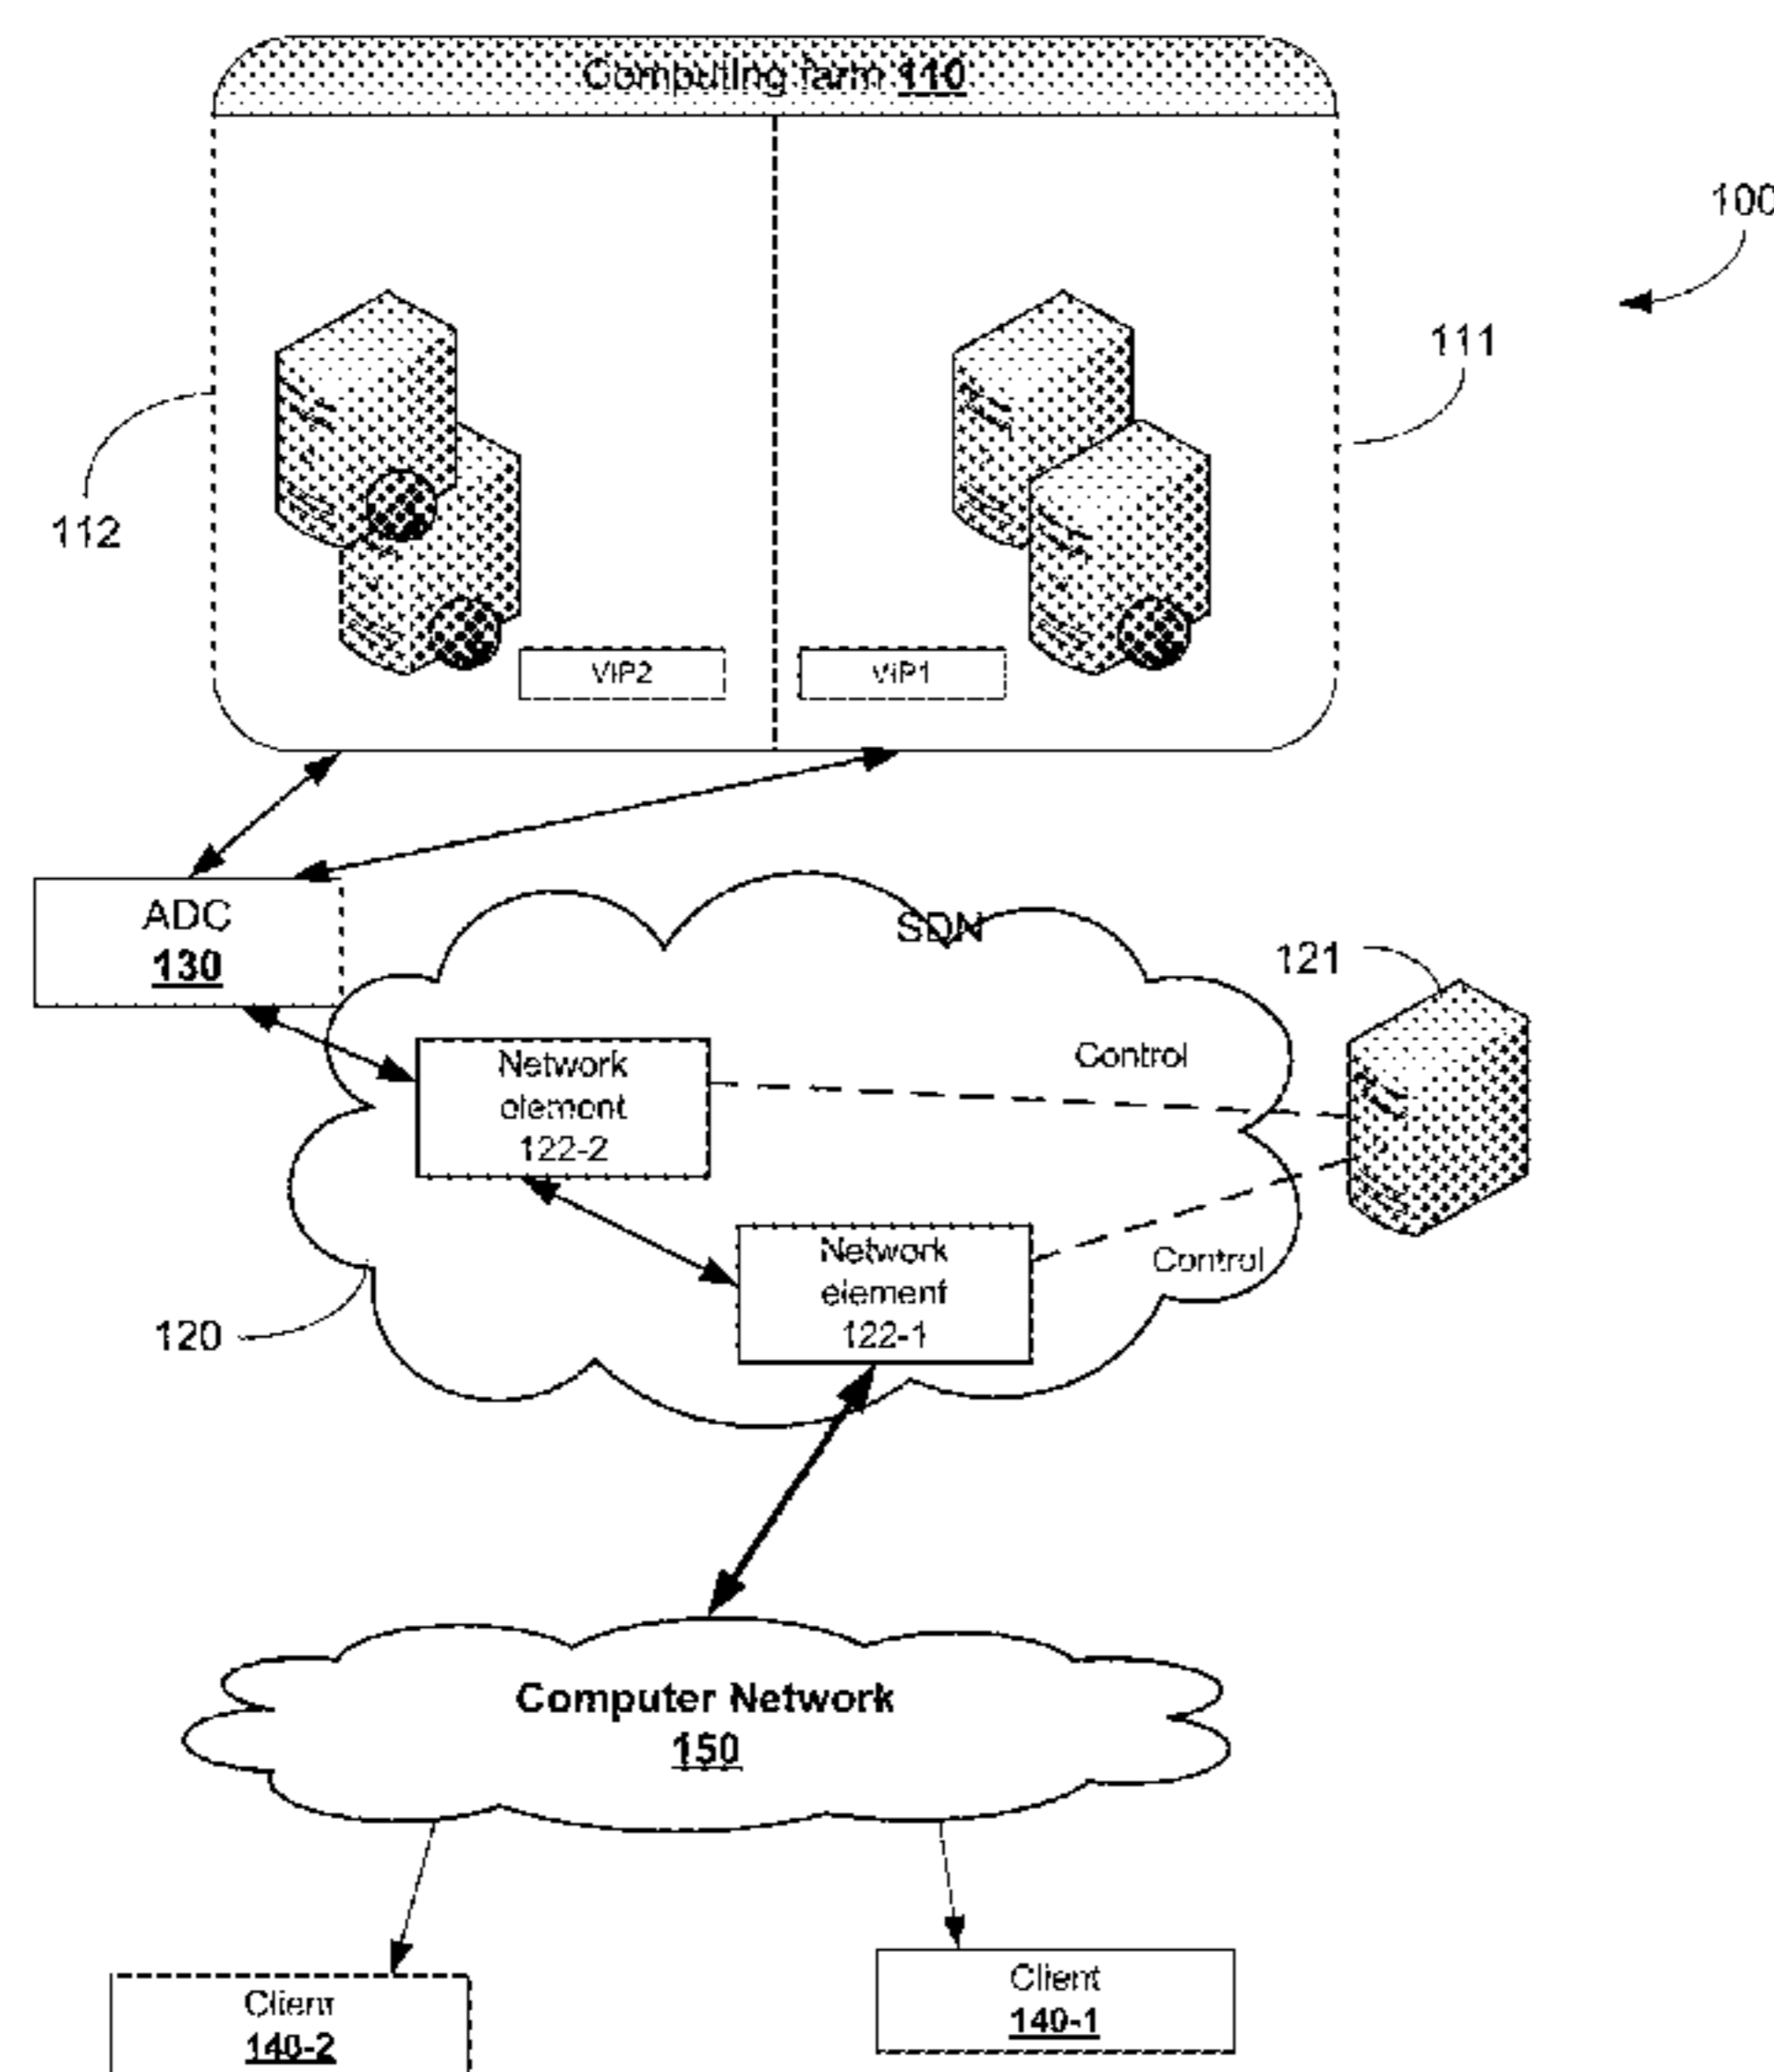 Computing farm 110
100
111
112
VIP2
VIP1
ADC
130
SDN
121
Network
element
122-2
Control
Network
element
122-1
Control
120
Computer Network
150
Client
140-1
Client
140-2